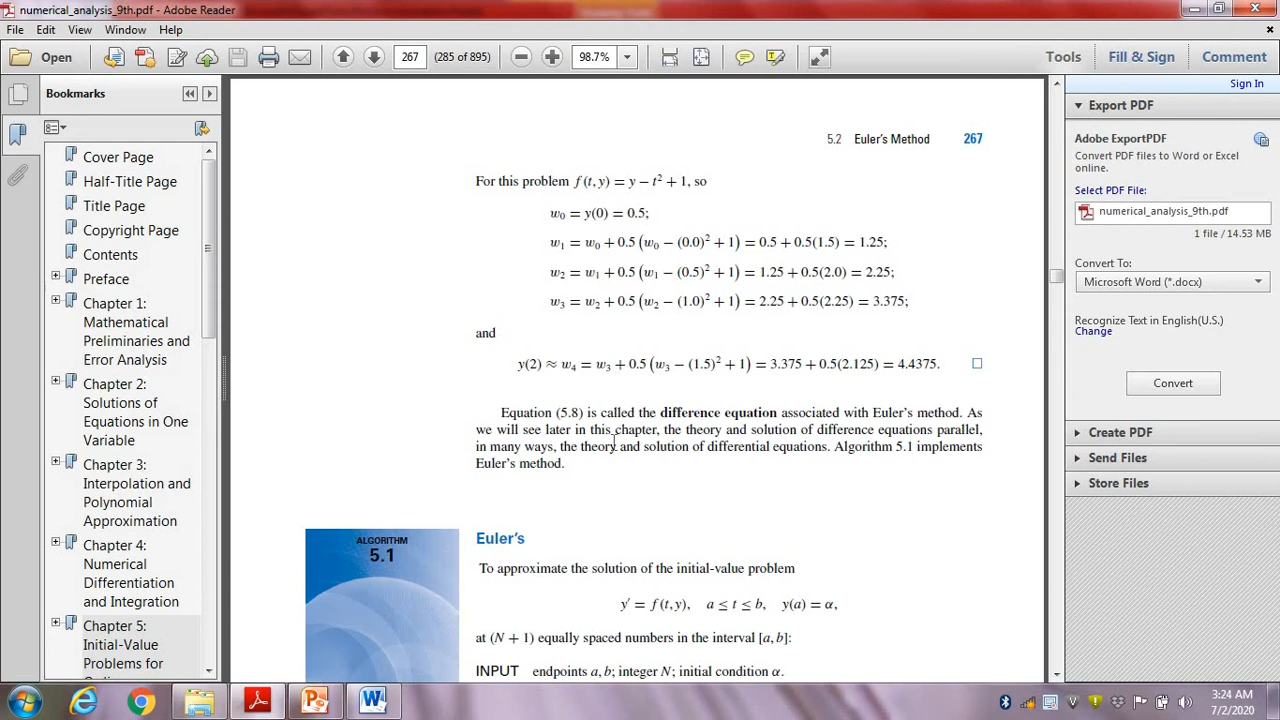 numerical_analysis_9th.pdf - Adobe Reader
File Edit View Window Help
Open 267 (285 of 895) 98.7% Tools Fill & Sign Comment
Bookmarks
Cover Page
Half-Title Page
Title Page
Copyright Page
Contents
Preface
Chapter 1:
Mathematical
Preliminaries and
Error Analysis
Chapter 2:
Solutions of
Equations in One
Variable
Chapter 3:
Interpolation and
Polynomial
Approximation
Chapter 4:
Numerical
Differentiation
and Integration
Chapter 5:
Initial-Value
Problems for
5.2 Euler's Method 267
For this problem f(t, y) = y − t² + 1, so
w₀ = y(0) = 0.5;
w₁ = w₀ + 0.5 (w₀ − (0.0)² + 1) = 0.5 + 0.5(1.5) = 1.25;
w₂ = w₁ + 0.5 (w₁ − (0.5)² + 1) = 1.25 + 0.5(2.0) = 2.25;
w₃ = w₂ + 0.5 (w₂ − (1.0)² + 1) = 2.25 + 0.5(2.25) = 3.375;
and
y(2) ≈ w₄ = w₃ + 0.5 (w₃ − (1.5)² + 1) = 3.375 + 0.5(2.125) = 4.4375. □
Equation (5.8) is called the difference equation associated with Euler's method. As
we will see later in this chapter, the theory and solution of difference equations parallel,
in many ways, the theory and solution of differential equations. Algorithm 5.1 implements
Euler's method.
ALGORITHM
5.1
Euler's
To approximate the solution of the initial-value problem
y′ = f(t, y), a ≤ t ≤ b, y(a) = α,
at (N + 1) equally spaced numbers in the interval [a, b]:
INPUT endpoints a, b; integer N; initial condition α.
Sign In
Export PDF
Adobe ExportPDF
Convert PDF files to Word or Excel
online.
Select PDF File:
numerical_analysis_9th.pdf
1 file / 14.53 MB
Convert To:
Microsoft Word (*.docx)
Recognize Text in English(U.S.)
Change
Convert
Create PDF
Send Files
Store Files
3:24 AM
7/2/2020